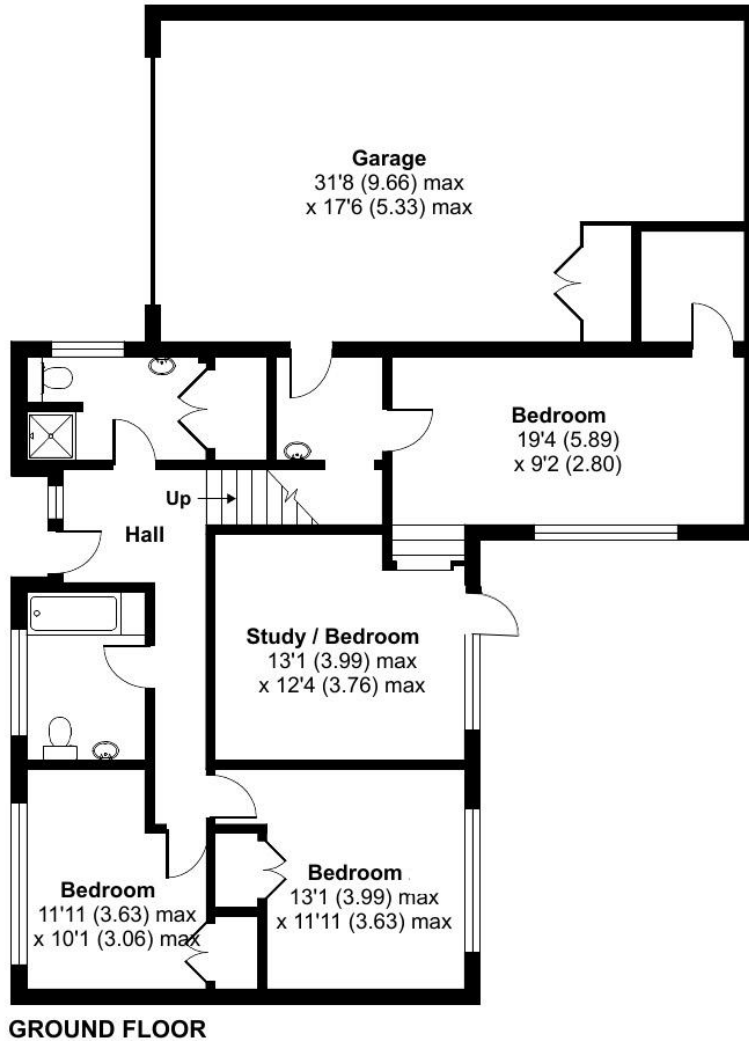 Garage
31'8 (9.66) max
x 17'6 (5.33) max
Bedroom
19'4 (5.89)
x 9'2 (2.80)
Up
Hall
Study / Bedroom
13'1 (3.99) max
x 12'4 (3.76) max
Bedroom
11'11 (3.63) max
x 10'1 (3.06) max
Bedroom
13'1 (3.99) max
x 11'11 (3.63) max
GROUND FLOOR